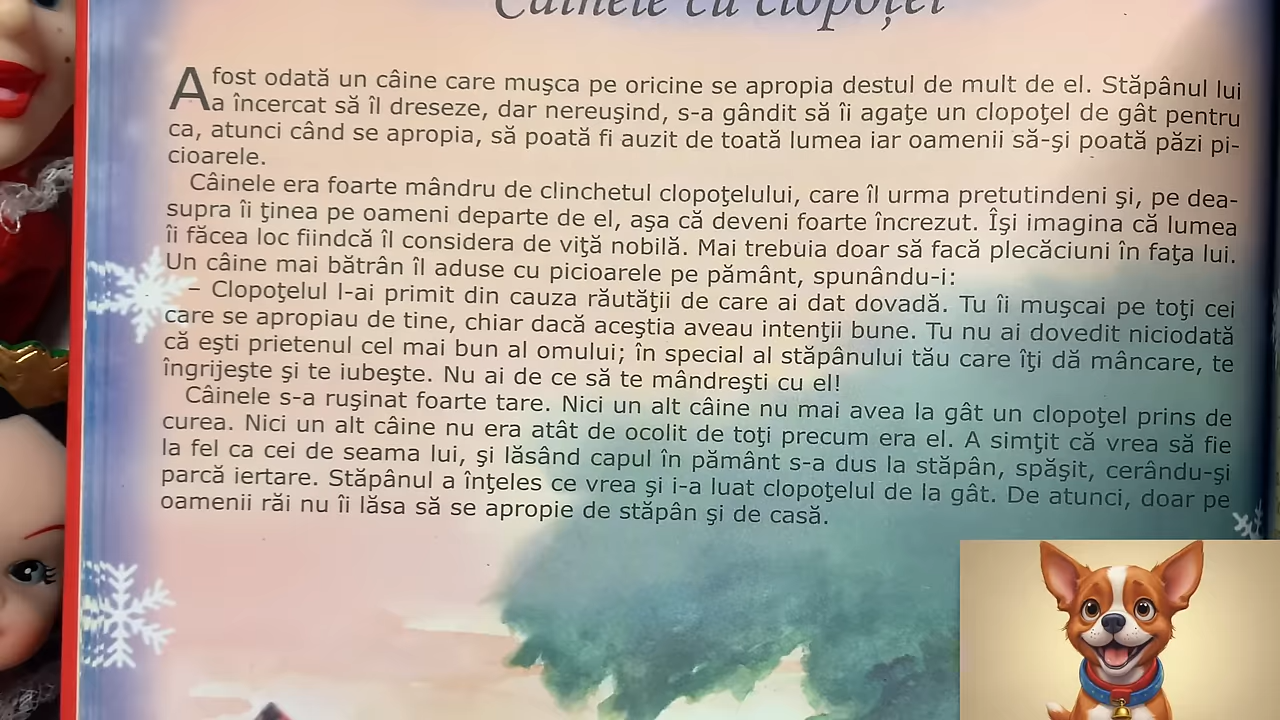 Câinele cu clopoţel
A fost odată un câine care muşca pe oricine se apropia destul de mult de el. Stăpânul lui
a încercat să îl dreseze, dar nereuşind, s-a gândit să îi agaţe un clopoţel de gât pentru
ca, atunci când se apropia, să poată fi auzit de toată lumea iar oamenii să-şi poată păzi pi-
cioarele.
Câinele era foarte mândru de clinchetul clopoţelului, care îl urma pretutindeni şi, pe dea-
supra îi ţinea pe oameni departe de el, aşa că deveni foarte încrezut. Îşi imagina că lumea
îi făcea loc fiindcă îl considera de viţă nobilă. Mai trebuia doar să facă plecăciuni în faţa lui.
Un câine mai bătrân îl aduse cu picioarele pe pământ, spunându-i:
– Clopoţelul l-ai primit din cauza răutăţii de care ai dat dovadă. Tu îi muşcai pe toţi cei
care se apropiau de tine, chiar dacă aceştia aveau intenţii bune. Tu nu ai dovedit niciodată
că eşti prietenul cel mai bun al omului; în special al stăpânului tău care îţi dă mâncare, te
îngrijeşte şi te iubeşte. Nu ai de ce să te mândreşti cu el!
Câinele s-a ruşinat foarte tare. Nici un alt câine nu mai avea la gât un clopoţel prins de
curea. Nici un alt câine nu era atât de ocolit de toţi precum era el. A simţit că vrea să fie
la fel ca cei de seama lui, şi lăsând capul în pământ s-a dus la stăpân, spăşit, cerându-şi
parcă iertare. Stăpânul a înţeles ce vrea şi i-a luat clopoţelul de la gât. De atunci, doar pe
oamenii răi nu îi lăsa să se apropie de stăpân şi de casă.